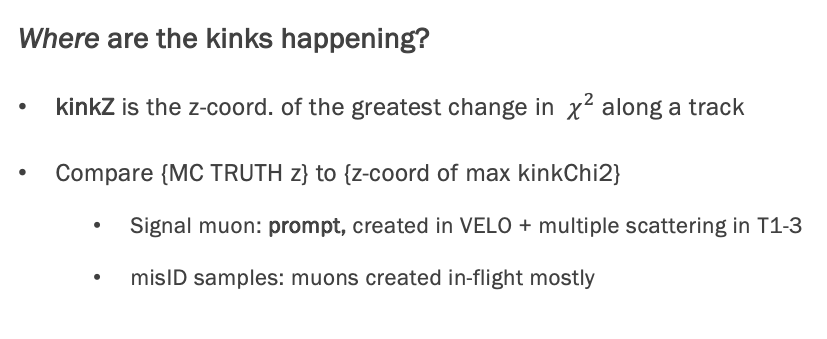 Where are the kinks happening?
• kinkZ is the z-coord. of the greatest change in χ² along a track
• Compare {MC TRUTH z} to {z-coord of max kinkChi2}
• Signal muon: prompt, created in VELO + multiple scattering in T1-3
• misID samples: muons created in-flight mostly